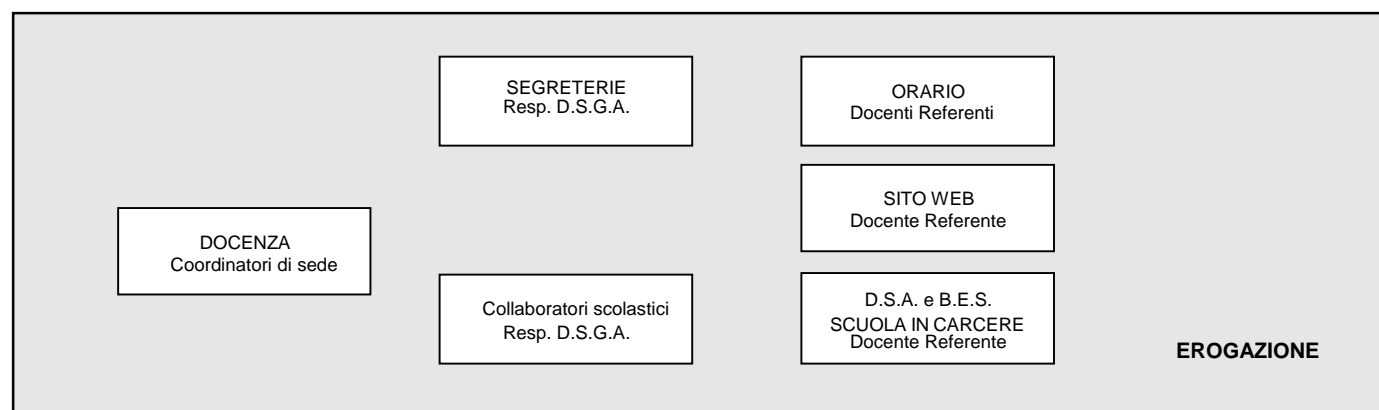 SEGRETERIE
Resp. D.S.G.A.
ORARIO
Docenti Referenti
SITO WEB
Docente Referente
DOCENZA
Coordinatori di sede
Collaboratori scolastici
Resp. D.S.G.A.
D.S.A. e B.E.S.
SCUOLA IN CARCERE
Docente Referente
EROGAZIONE